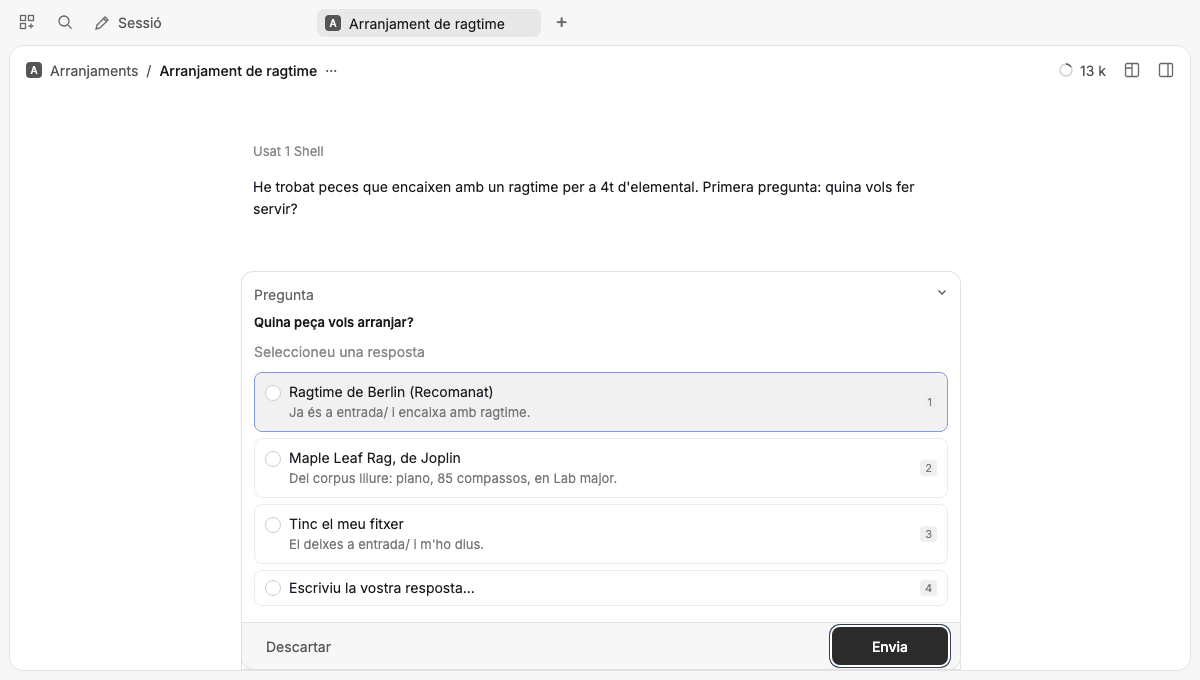 Sessió
A Arranjament de ragtime +
A Arranjaments / Arranjament de ragtime ···
13 k
Usat 1 Shell
He trobat peces que encaixen amb un ragtime per a 4t d'elemental. Primera pregunta: quina vols fer
servir?
Pregunta
Quina peça vols arranjar?
Seleccioneu una resposta
Ragtime de Berlin (Recomanat)
Ja és a entrada/ i encaixa amb ragtime.
1
Maple Leaf Rag, de Joplin
Del corpus lliure: piano, 85 compassos, en Lab major.
2
Tinc el meu fitxer
El deixes a entrada/ i m'ho dius.
3
Escriviu la vostra resposta...
4
Descartar
Envia